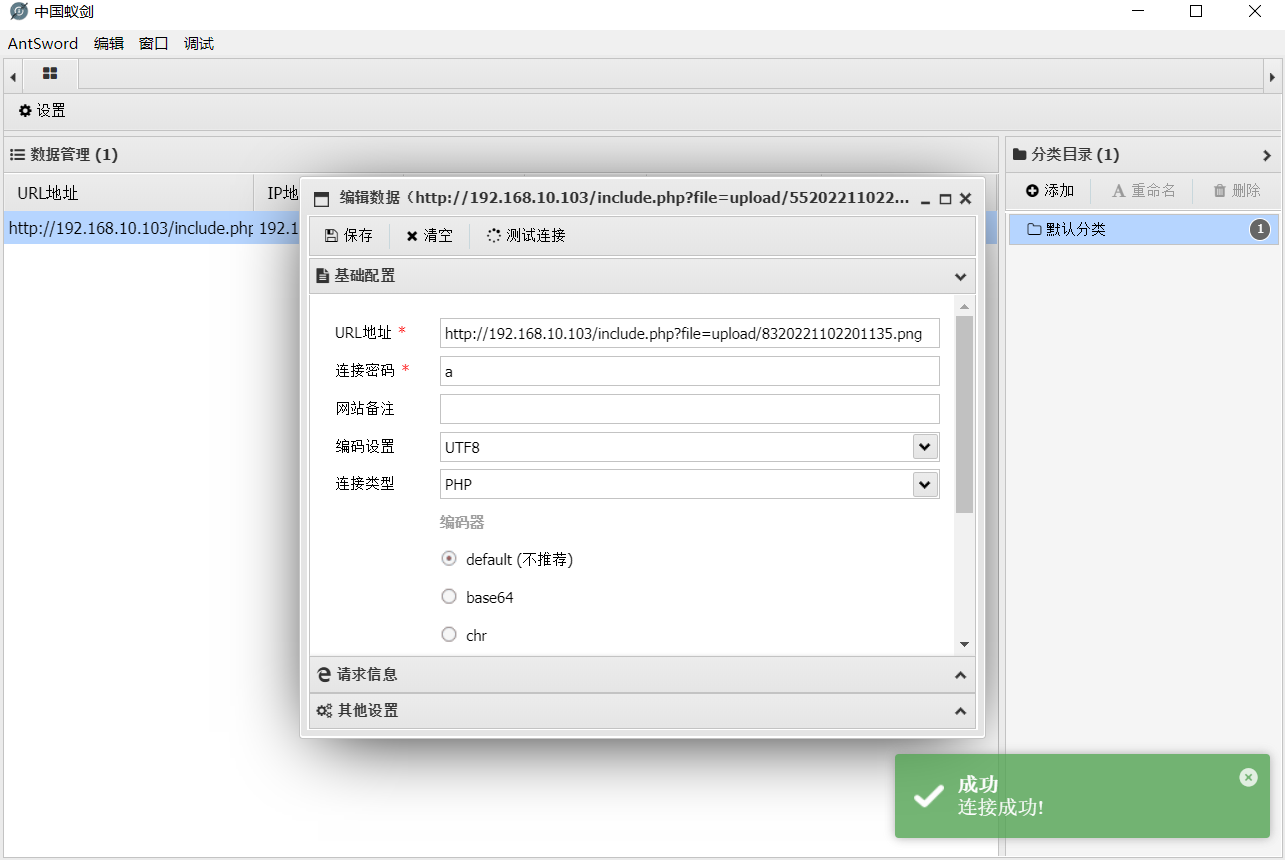 中国蚁剑
AntSword 编辑 窗口 调试
设置
数据管理 (1)
分类目录 (1)
URL地址 IP地
添加 重命名 删除
http://192.168.10.103/include.php 192.1
默认分类 1
编辑数据（http://192.168.10.103/include.php?file=upload/55202211022...
保存 清空 测试连接
基础配置
URL地址 * http://192.168.10.103/include.php?file=upload/8320221102201135.png
连接密码 * a
网站备注
编码设置 UTF8
连接类型 PHP
编码器
default (不推荐)
base64
chr
请求信息
其他设置
成功
连接成功!